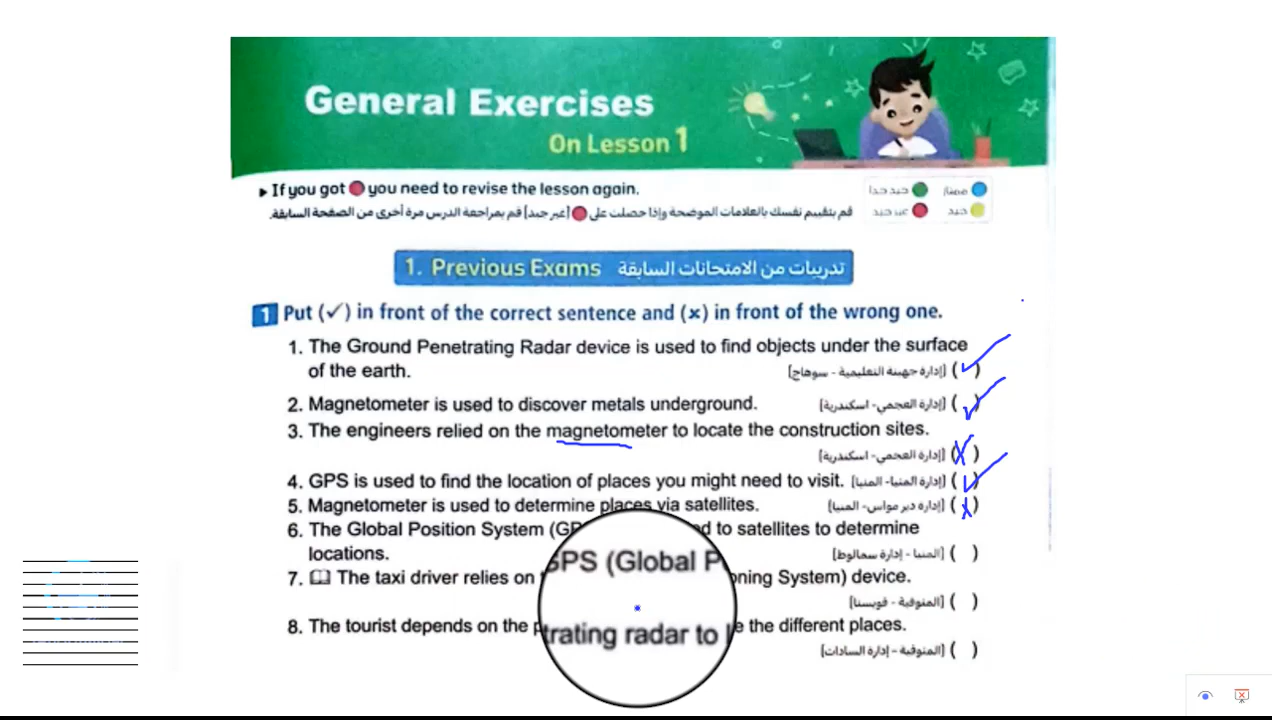 General Exercises
On Lesson 1
▸ If you got you need to revise the lesson again.
ممتاز جيد جدا
قم بتقييم نفسك بالعلامات الموضحة وإذا حصلت على [غير جيد] قم بمراجعة الدرس مرة أخرى من الصفحة السابقة.
جيد غير جيد
1. Previous Exams تدريبات من الامتحانات السابقة
1 Put (✓) in front of the correct sentence and (×) in front of the wrong one.
1. The Ground Penetrating Radar device is used to find objects under the surface
of the earth. [إدارة جهينة التعليمية - سوهاج] (✓)
2. Magnetometer is used to discover metals underground. [إدارة العجمي- اسكندرية] (✓)
3. The engineers relied on the magnetometer to locate the construction sites.
[إدارة العجمي- اسكندرية] (X)
4. GPS is used to find the location of places you might need to visit. [إدارة المنيا- المنيا] (✓)
5. Magnetometer is used to determine places via satellites. [إدارة دير مواس- المنيا] (X)
6. The Global Position System (GP d to satellites to determine
locations. [المنيا - إدارة سمالوط] ( )
GPS (Global P
7. The taxi driver relies on oning System) device.
[المنوفية - قويسنا] ( )
8. The tourist depends on the p trating radar to e the different places.
[المنوفية - إدارة السادات] ( )